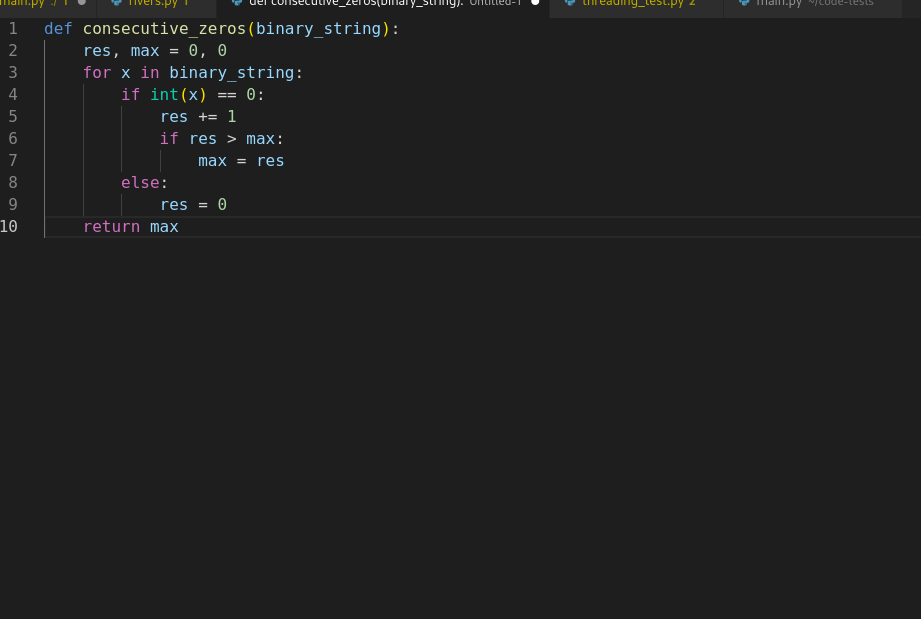 main.py ./ 1 rivers.py 1 def consecutive_zeros(binary_string): Untitled-1 threading_test.py 2 main.py ~/code-tests
1 def consecutive_zeros(binary_string):
2 res, max = 0, 0
3 for x in binary_string:
4 if int(x) == 0:
5 res += 1
6 if res > max:
7 max = res
8 else:
9 res = 0
10 return max